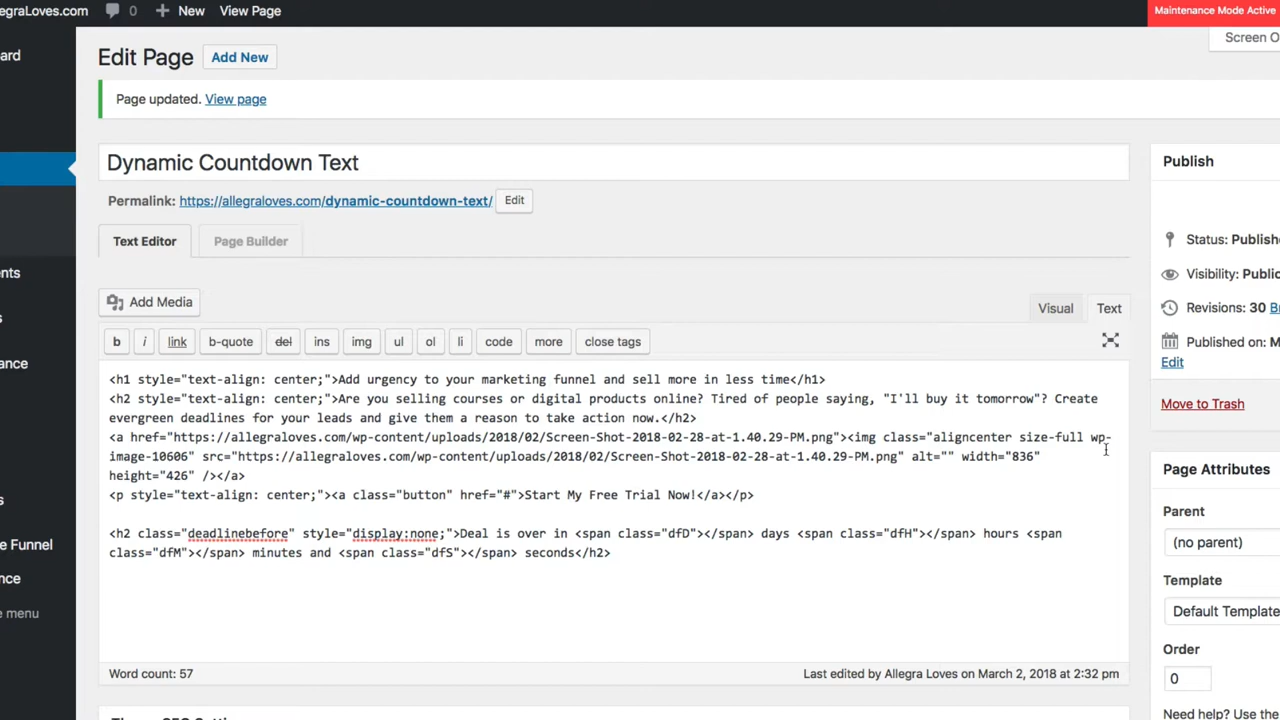 legraLoves.com 0 + New View Page Maintenance Mode Active
Screen O
Edit Page Add New
Page updated. View page
Dynamic Countdown Text
Permalink: https://allegraloves.com/dynamic-countdown-text/ Edit
Text Editor Page Builder
Add Media Visual Text
b i link b-quote del ins img ul ol li code more close tags
<h1 style="text-align: center;">Add urgency to your marketing funnel and sell more in less time</h1>
<h2 style="text-align: center;">Are you selling courses or digital products online? Tired of people saying, "I'll buy it tomorrow"? Create
evergreen deadlines for your leads and give them a reason to take action now.</h2>
<a href="https://allegraloves.com/wp-content/uploads/2018/02/Screen-Shot-2018-02-28-at-1.40.29-PM.png"><img class="aligncenter size-full wp-
image-10606" src="https://allegraloves.com/wp-content/uploads/2018/02/Screen-Shot-2018-02-28-at-1.40.29-PM.png" alt="" width="836"
height="426" /></a>
<p style="text-align: center;"><a class="button" href="#">Start My Free Trial Now!</a></p>
<h2 class="deadlinebefore" style="display:none;">Deal is over in <span class="dfD"></span> days <span class="dfH"></span> hours <span
class="dfM"></span> minutes and <span class="dfS"></span> seconds</h2>
Word count: 57 Last edited by Allegra Loves on March 2, 2018 at 2:32 pm
ard
ents
s
ance
s
e Funnel
nce
e menu
Publish
Status: Publishe
Visibility: Public
Revisions: 30 B
Published on: M
Edit
Move to Trash
Page Attributes
Parent
(no parent)
Template
Default Template
Order
0
Need help? Use the